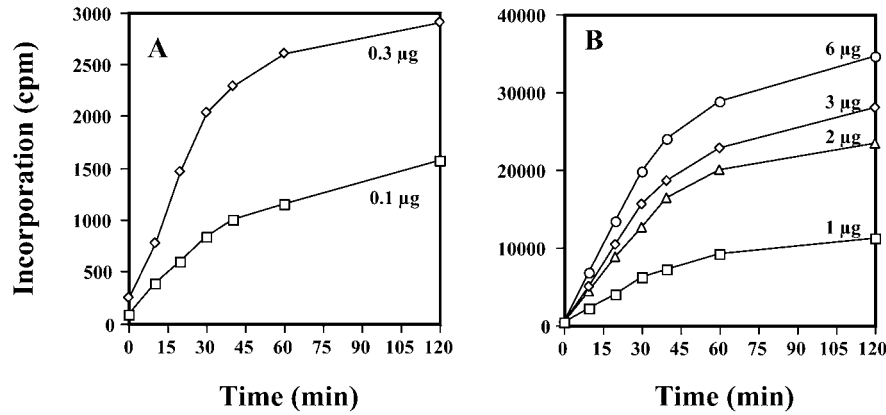 Incorporation (cpm)
A
3000
2500
2000
1500
1000
500
0
0.3 µg
0.1 µg
0 15 30 45 60 75 90 105 120
Time (min)
B
40000
30000
20000
10000
0
6 µg
3 µg
2 µg
1 µg
0 15 30 45 60 75 90 105 120
Time (min)